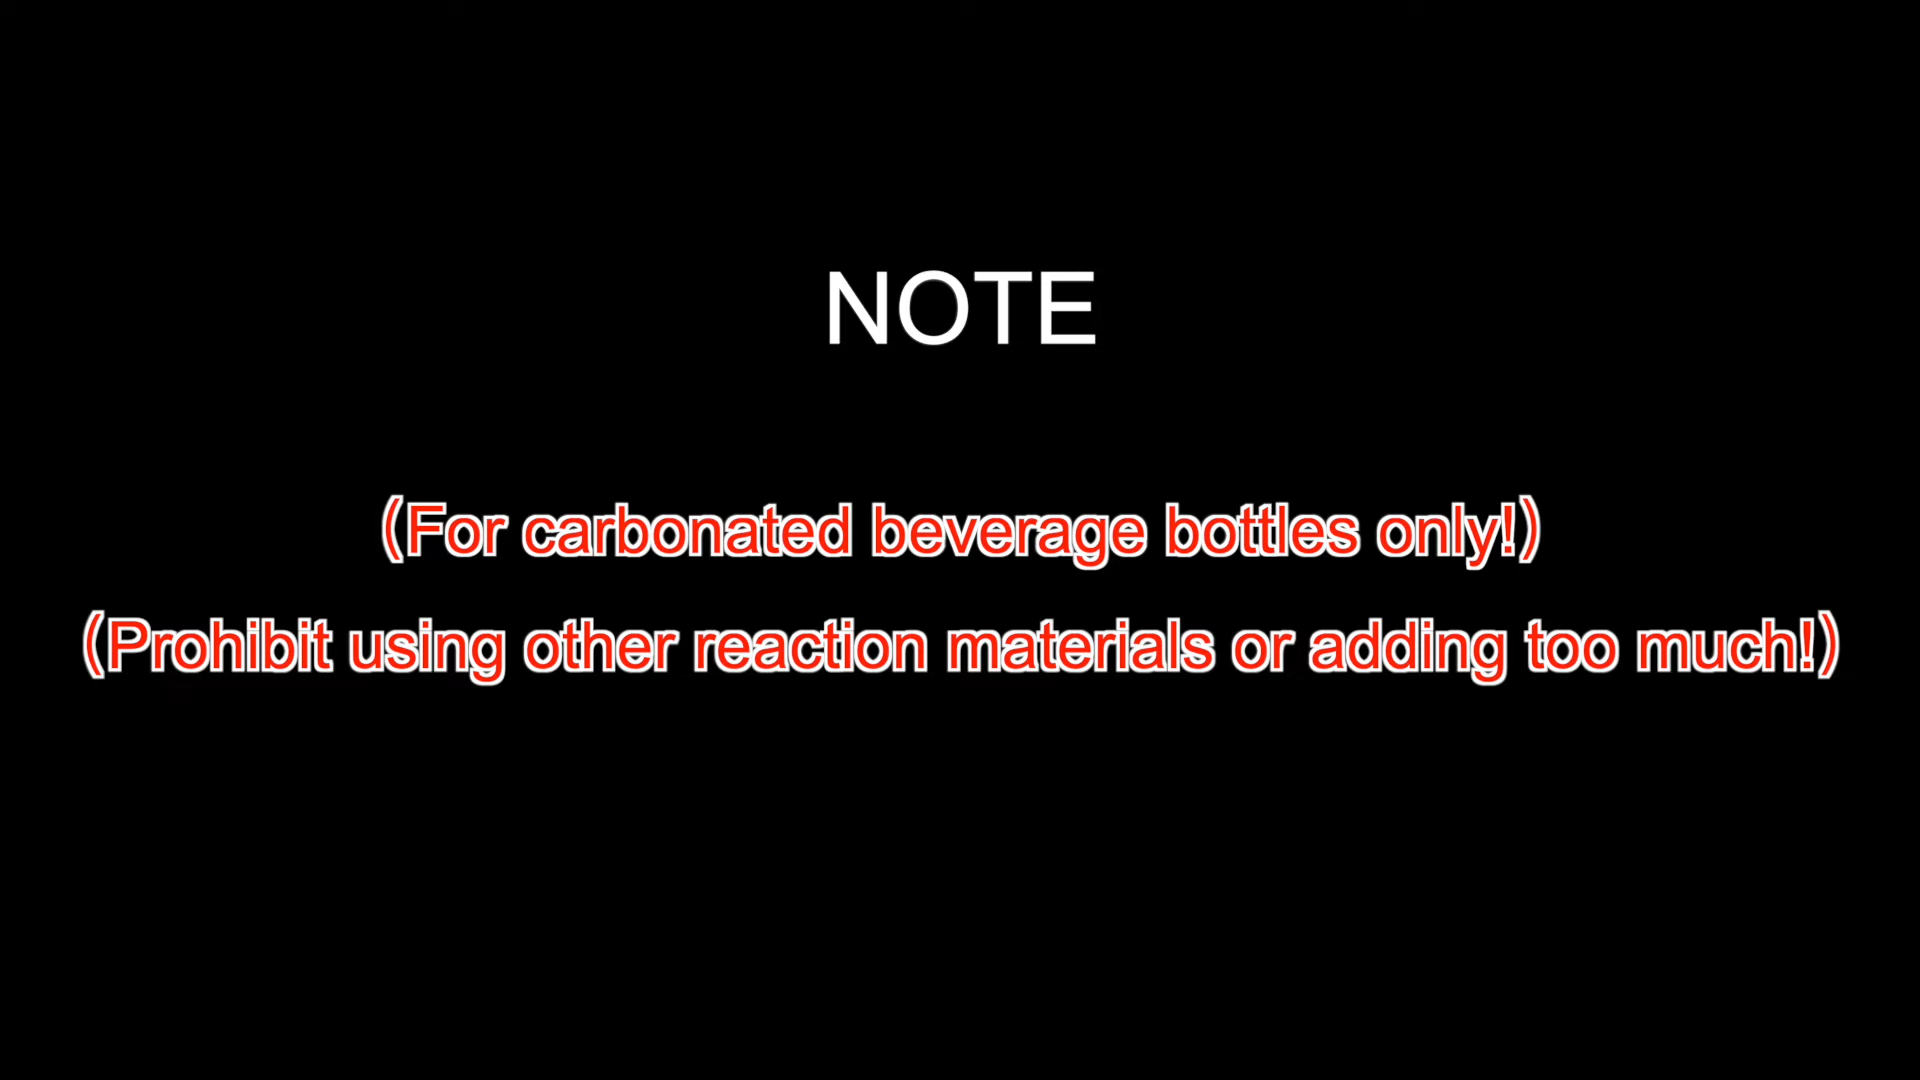 NOTE
(For carbonated beverage bottles only!)
(Prohibit using other reaction materials or adding too much!)